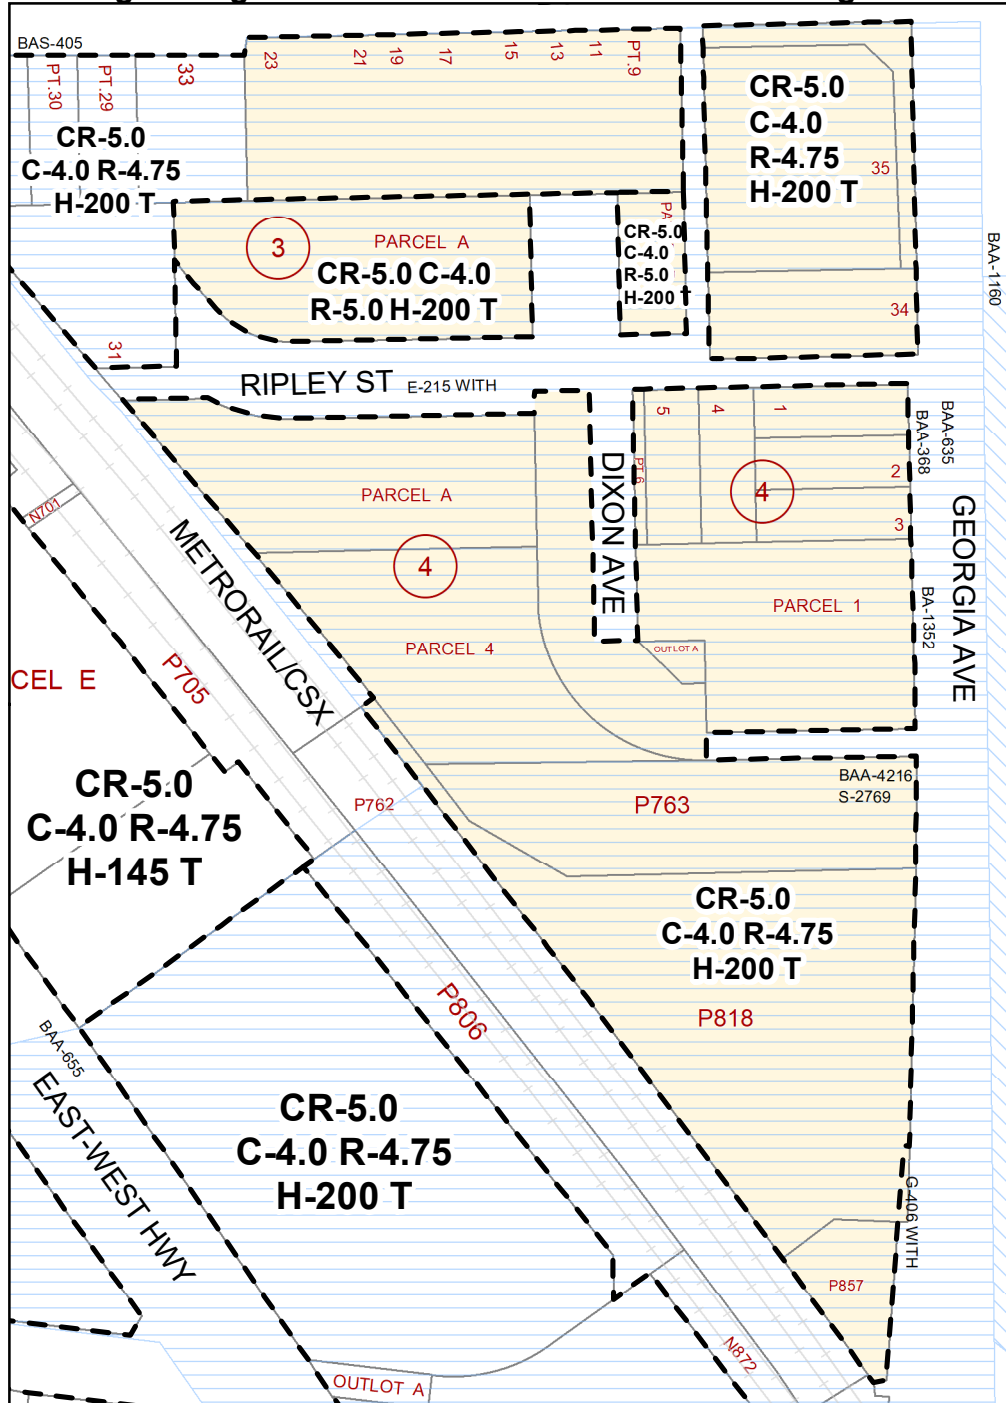 BAS-405
PT.30
PT.29
33
23
21
19
17
15
13
11
PT.9
CR-5.0
C-4.0 R-4.75
H-200 T
CR-5.0
C-4.0
R-4.75
H-200 T
35
34
BAA-1160
3
PARCEL A
CR-5.0 C-4.0
R-5.0 H-200 T
PA
CR-5.0
C-4.0
R-5.0
H-200 T
31
RIPLEY ST
E-215 WITH
DIXON AVE
5
4
1
PT.6
4
2
3
BAA-635
BAA-368
GEORGIA AVE
BA-1352
PARCEL A
4
PARCEL 4
PARCEL 1
OUTLOT A
N701
METRORAIL/CSX
CEL E
P705
CR-5.0
C-4.0 R-4.75
H-145 T
P762
P763
BAA-4216
S-2769
CR-5.0
C-4.0 R-4.75
H-200 T
P818
P806
BAA-655
EAST-WEST HWY
CR-5.0
C-4.0 R-4.75
H-200 T
G-406 WITH
P857
N872
OUTLOT A